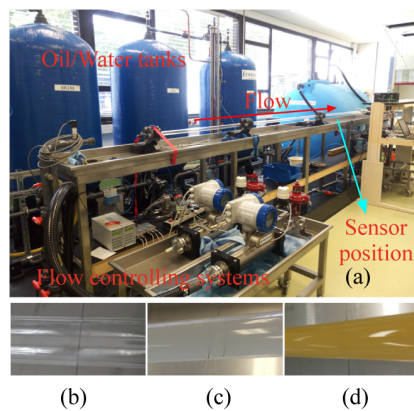 Oil/Water tanks
Flow
Sensor
position
Flow controlling systems
(a)
(b)
(c)
(d)